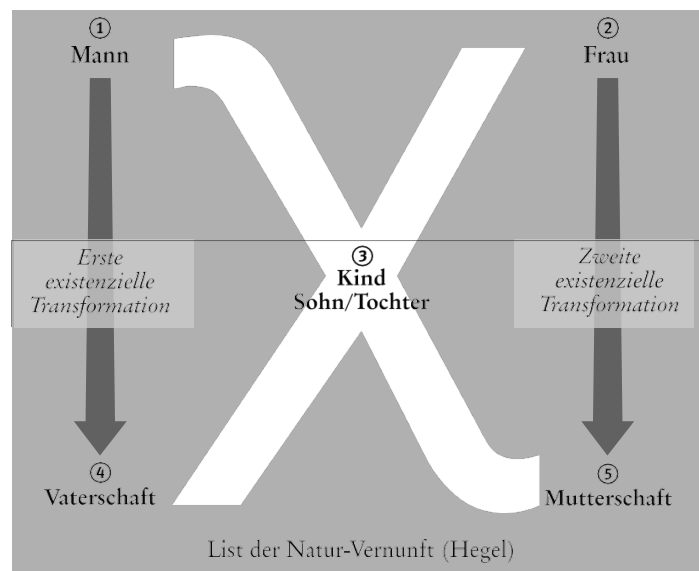 ①
Mann
②
Frau
Erste
existenzielle
Transformation
③
Kind
Sohn/Tochter
Zweite
existenzielle
Transformation
④
Vaterschaft
⑤
Mutterschaft
List der Natur-Vernunft (Hegel)